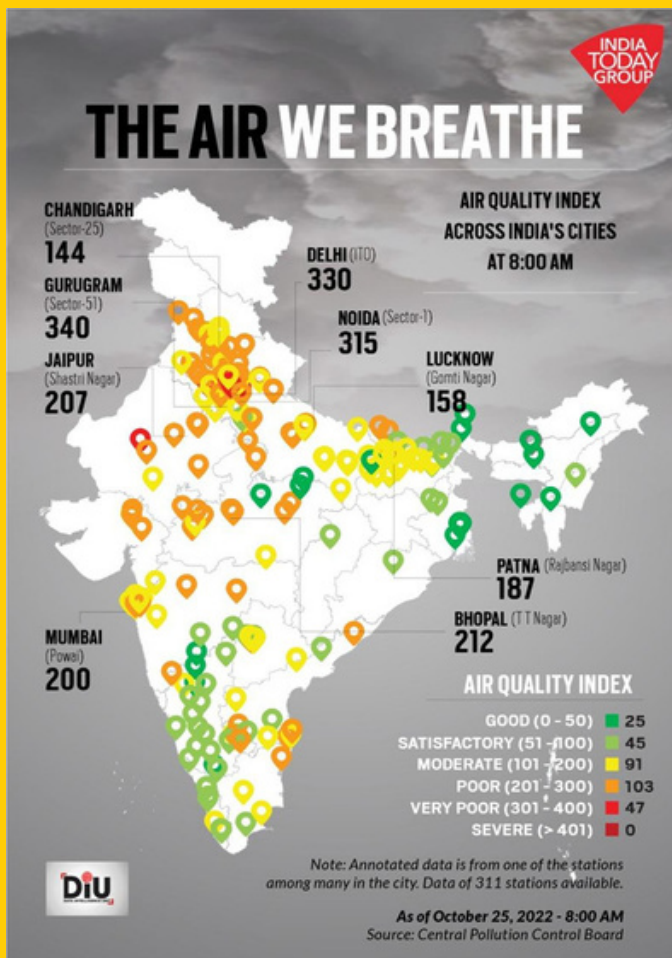 INDIA
TODAY
GROUP
THE AIR WE BREATHE
AIR QUALITY INDEX
ACROSS INDIA'S CITIES
AT 8:00 AM
CHANDIGARH
(Sector-25)
144
GURUGRAM
(Sector-51)
340
JAIPUR
(Shastri Nagar)
207
DELHI (ITO)
330
NOIDA (Sector-1)
315
LUCKNOW
(Gomti Nagar)
158
PATNA (Rajbansi Nagar)
187
BHOPAL (T T Nagar)
212
MUMBAI
(Powai)
200
AIR QUALITY INDEX
GOOD (0 - 50) 25
SATISFACTORY (51 - 100) 45
MODERATE (101 - 200) 91
POOR (201 - 300) 103
VERY POOR (301 - 400) 47
SEVERE (> 401) 0
Note: Annotated data is from one of the stations
among many in the city. Data of 311 stations available.
As of October 25, 2022 - 8:00 AM
Source: Central Pollution Control Board
DiU